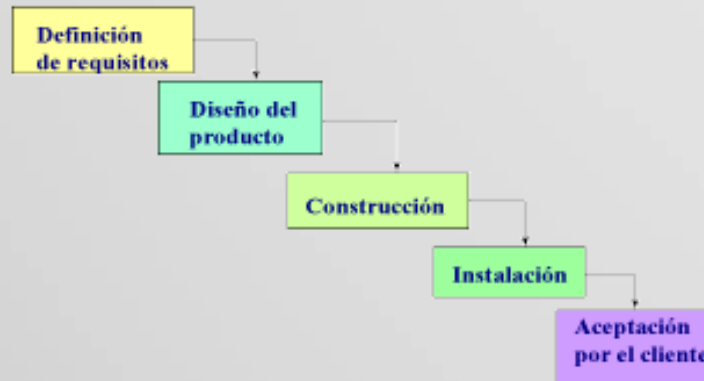 Definición
de requisitos
Diseño del
producto
Construcción
Instalación
Aceptación
por el cliente